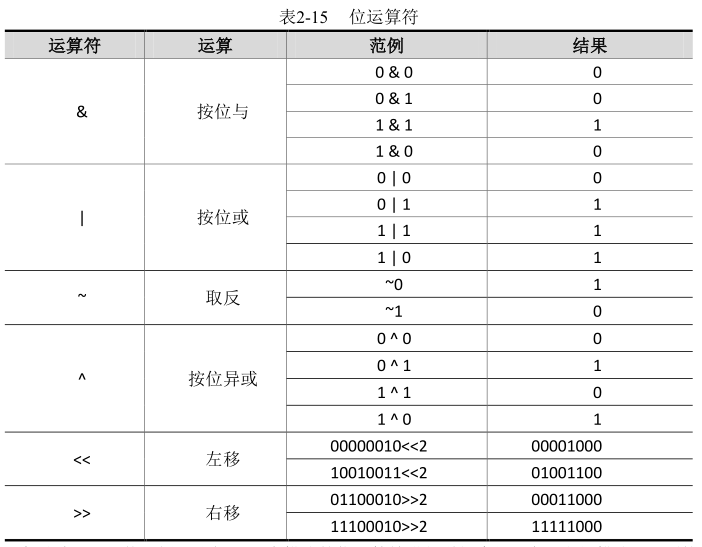 表2-15 位运算符
运算符 运算 范例 结果
& 按位与 0 & 0 0
0 & 1 0
1 & 1 1
1 & 0 0
| 按位或 0 | 0 0
0 | 1 1
1 | 1 1
1 | 0 1
~ 取反 ~0 1
~1 0
^ 按位异或 0 ^ 0 0
0 ^ 1 1
1 ^ 1 0
1 ^ 0 1
<< 左移 00000010<<2 00001000
10010011<<2 01001100
>> 右移 01100010>>2 00011000
11100010>>2 11111000